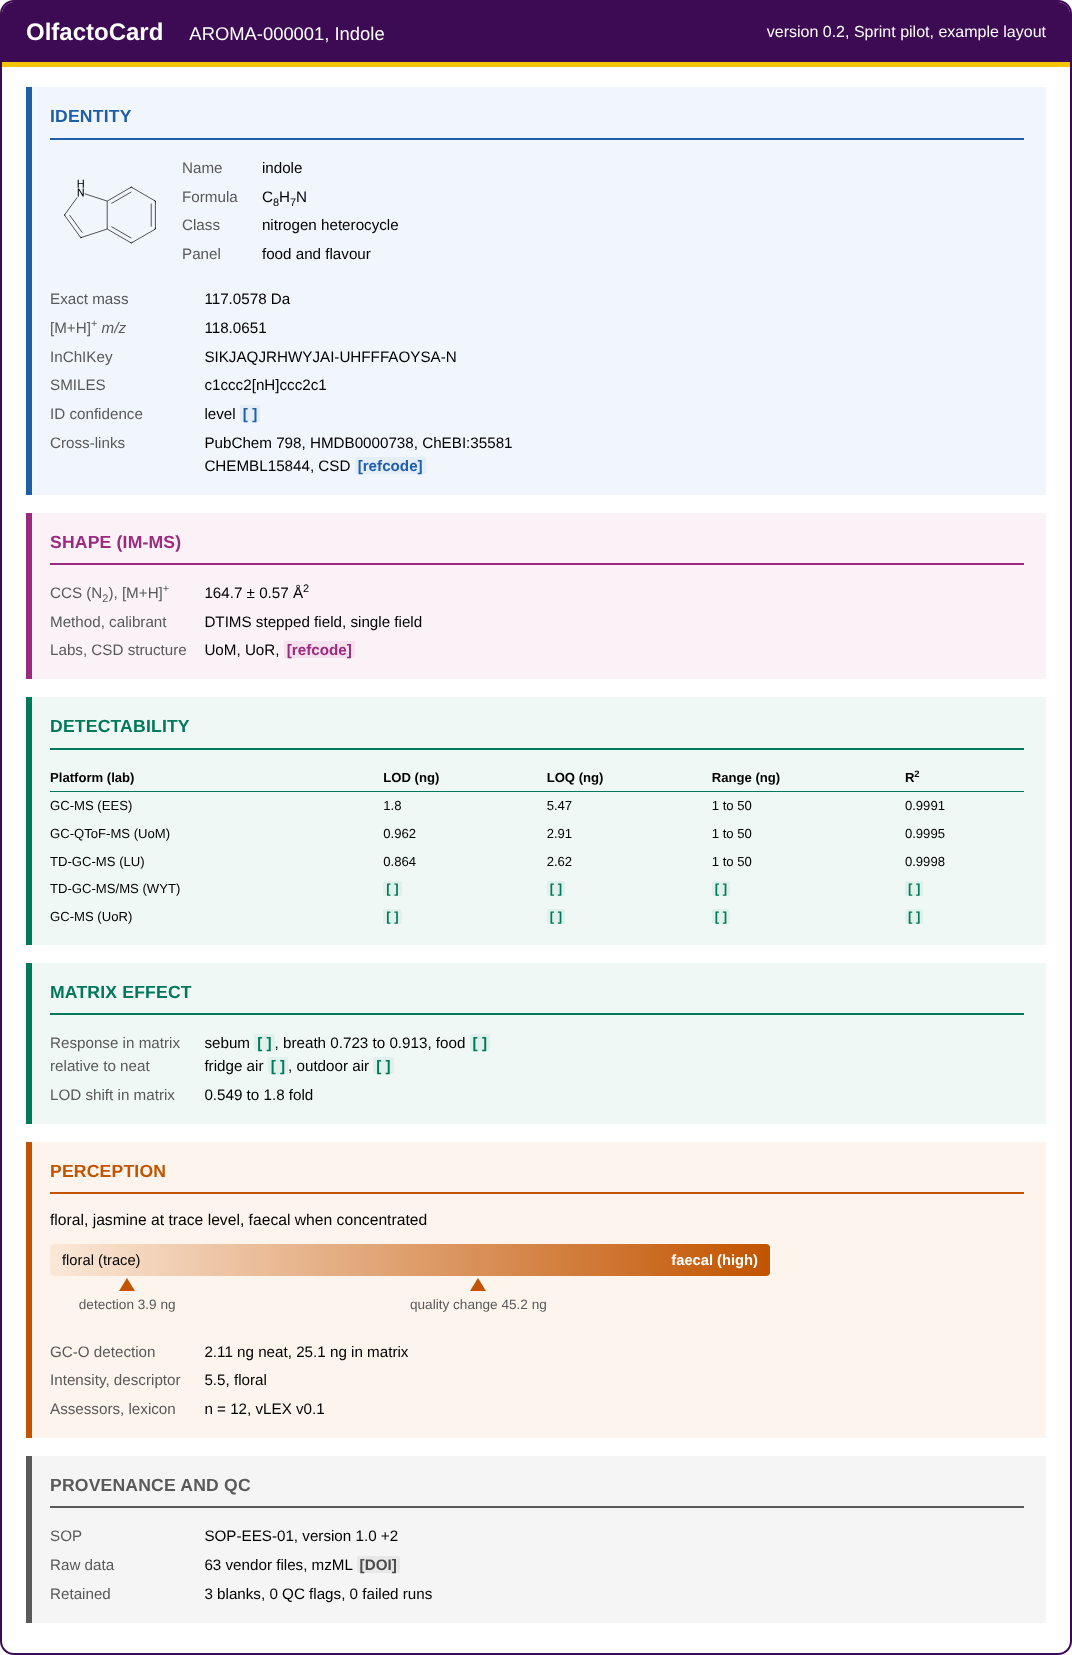 OlfactoCard AROMA-000001, Indole version 0.2, Sprint pilot, example layout
IDENTITY
H
N
Name indole
Formula C₈H₇N
Class nitrogen heterocycle
Panel food and flavour
Exact mass 117.0578 Da
[M+H]⁺ m/z 118.0651
InChIKey SIKJAQJRHWYJAI-UHFFFAOYSA-N
SMILES c1ccc2[nH]ccc2c1
ID confidence level [ ]
Cross-links PubChem 798, HMDB0000738, ChEBI:35581
CHEMBL15844, CSD [refcode]
SHAPE (IM-MS)
CCS (N₂), [M+H]⁺ 164.7 ± 0.57 Å²
Method, calibrant DTIMS stepped field, single field
Labs, CSD structure UoM, UoR, [refcode]
DETECTABILITY
Platform (lab) LOD (ng) LOQ (ng) Range (ng) R²
GC-MS (EES) 1.8 5.47 1 to 50 0.9991
GC-QToF-MS (UoM) 0.962 2.91 1 to 50 0.9995
TD-GC-MS (LU) 0.864 2.62 1 to 50 0.9998
TD-GC-MS/MS (WYT) [ ] [ ] [ ] [ ]
GC-MS (UoR) [ ] [ ] [ ] [ ]
MATRIX EFFECT
Response in matrix sebum [ ], breath 0.723 to 0.913, food [ ]
relative to neat fridge air [ ], outdoor air [ ]
LOD shift in matrix 0.549 to 1.8 fold
PERCEPTION
floral, jasmine at trace level, faecal when concentrated
floral (trace) faecal (high)
detection 3.9 ng quality change 45.2 ng
GC-O detection 2.11 ng neat, 25.1 ng in matrix
Intensity, descriptor 5.5, floral
Assessors, lexicon n = 12, vLEX v0.1
PROVENANCE AND QC
SOP SOP-EES-01, version 1.0 +2
Raw data 63 vendor files, mzML [DOI]
Retained 3 blanks, 0 QC flags, 0 failed runs